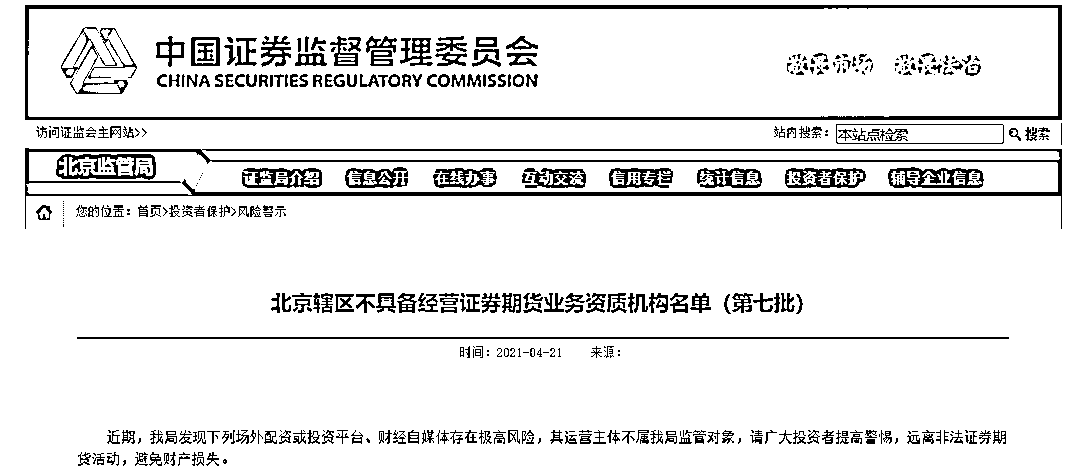 中国证券监督管理委员会
CHINA SECURITIES REGULATORY COMMISSION
敬畏市场 敬畏法治
访问证监会主网站>> 站内搜索： 本站点检索 搜索
北京监管局 证监局介绍 信息公开 在线办事 互动交流 信用专栏 统计信息 投资者保护 辅导企业信息
您的位置：首页>投资者保护>风险警示
北京辖区不具备经营证券期货业务资质机构名单（第七批）
时间：2021-04-21 来源：
近期，我局发现下列场外配资或投资平台、财经自媒体存在极高风险，其运营主体不属我局监管对象，请广大投资者提高警惕，远离非法证券期
货活动，避免财产损失。